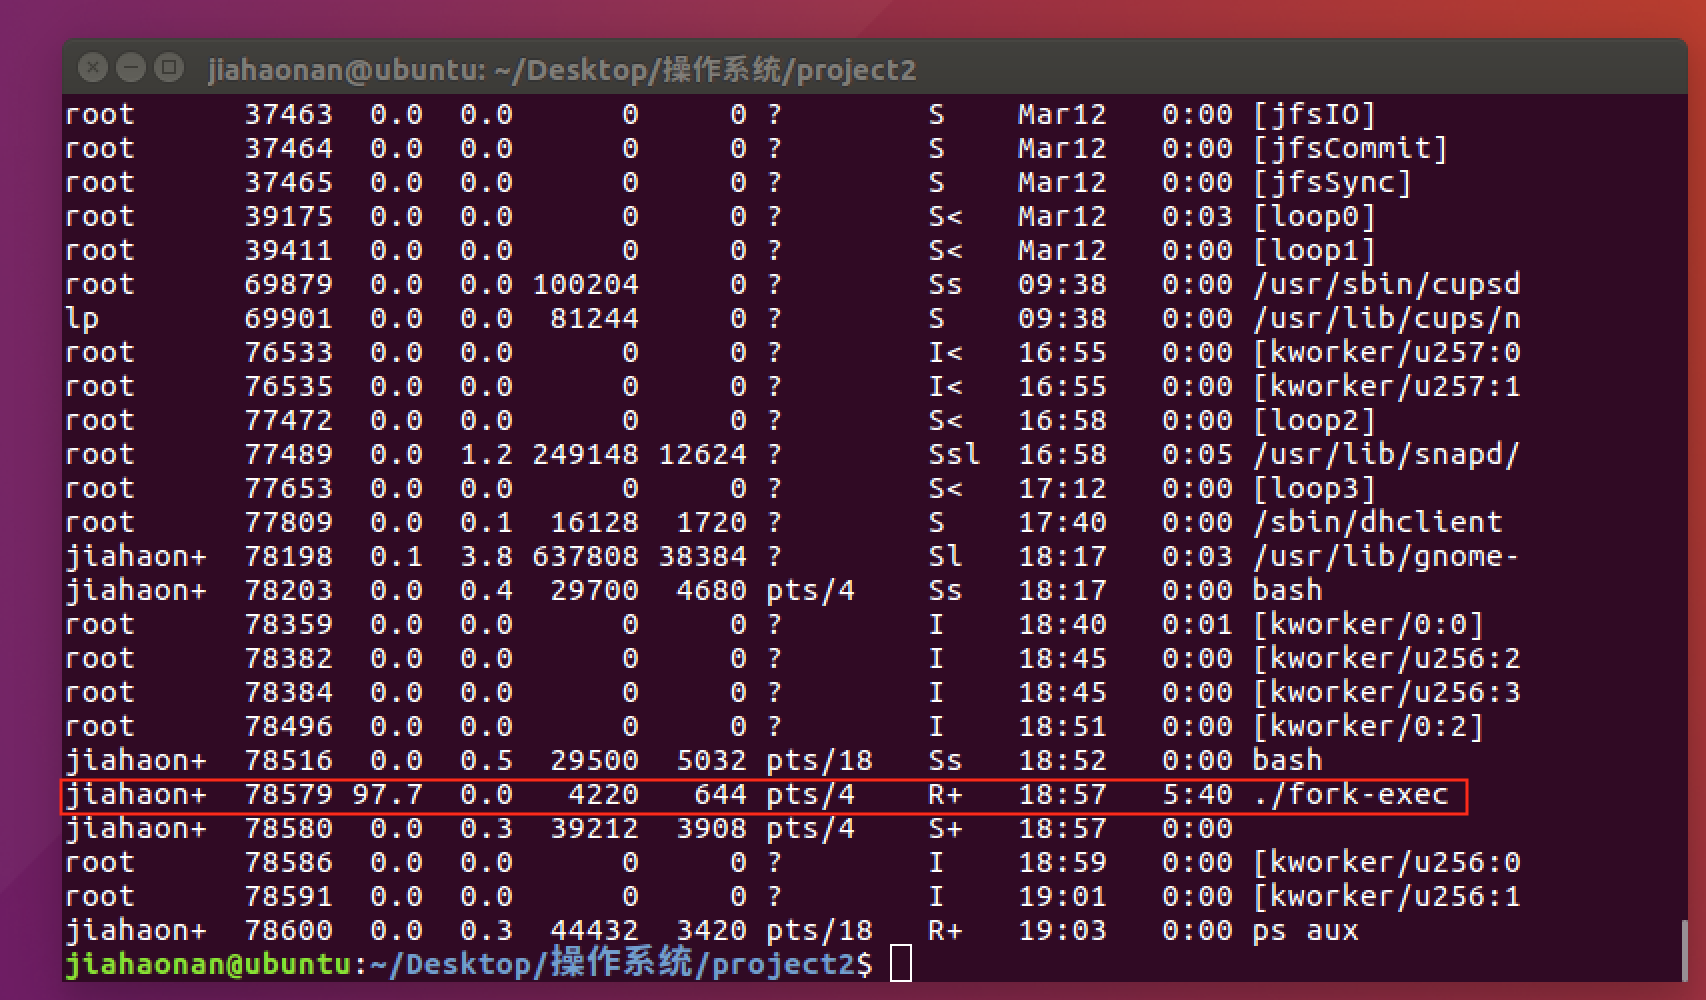 jiahaonan@ubuntu: ~/Desktop/操作系统/project2
root 37463 0.0 0.0 0 0 ? S Mar12 0:00 [jfsIO]
root 37464 0.0 0.0 0 0 ? S Mar12 0:00 [jfsCommit]
root 37465 0.0 0.0 0 0 ? S Mar12 0:00 [jfsSync]
root 39175 0.0 0.0 0 0 ? S< Mar12 0:03 [loop0]
root 39411 0.0 0.0 0 0 ? S< Mar12 0:00 [loop1]
root 69879 0.0 0.0 100204 0 ? Ss 09:38 0:00 /usr/sbin/cupsd
lp 69901 0.0 0.0 81244 0 ? S 09:38 0:00 /usr/lib/cups/n
root 76533 0.0 0.0 0 0 ? I< 16:55 0:00 [kworker/u257:0
root 76535 0.0 0.0 0 0 ? I< 16:55 0:00 [kworker/u257:1
root 77472 0.0 0.0 0 0 ? S< 16:58 0:00 [loop2]
root 77489 0.0 1.2 249148 12624 ? Ssl 16:58 0:05 /usr/lib/snapd/
root 77653 0.0 0.0 0 0 ? S< 17:12 0:00 [loop3]
root 77809 0.0 0.1 16128 1720 ? S 17:40 0:00 /sbin/dhclient
jiahaon+ 78198 0.1 3.8 637808 38384 ? Sl 18:17 0:03 /usr/lib/gnome-
jiahaon+ 78203 0.0 0.4 29700 4680 pts/4 Ss 18:17 0:00 bash
root 78359 0.0 0.0 0 0 ? I 18:40 0:01 [kworker/0:0]
root 78382 0.0 0.0 0 0 ? I 18:45 0:00 [kworker/u256:2
root 78384 0.0 0.0 0 0 ? I 18:45 0:00 [kworker/u256:3
root 78496 0.0 0.0 0 0 ? I 18:51 0:00 [kworker/0:2]
jiahaon+ 78516 0.0 0.5 29500 5032 pts/18 Ss 18:52 0:00 bash
jiahaon+ 78579 97.7 0.0 4220 644 pts/4 R+ 18:57 5:40 ./fork-exec
jiahaon+ 78580 0.0 0.3 39212 3908 pts/4 S+ 18:57 0:00
root 78586 0.0 0.0 0 0 ? I 18:59 0:00 [kworker/u256:0
root 78591 0.0 0.0 0 0 ? I 19:01 0:00 [kworker/u256:1
jiahaon+ 78600 0.0 0.3 44432 3420 pts/18 R+ 19:03 0:00 ps aux
jiahaonan@ubuntu:~/Desktop/操作系统/project2$